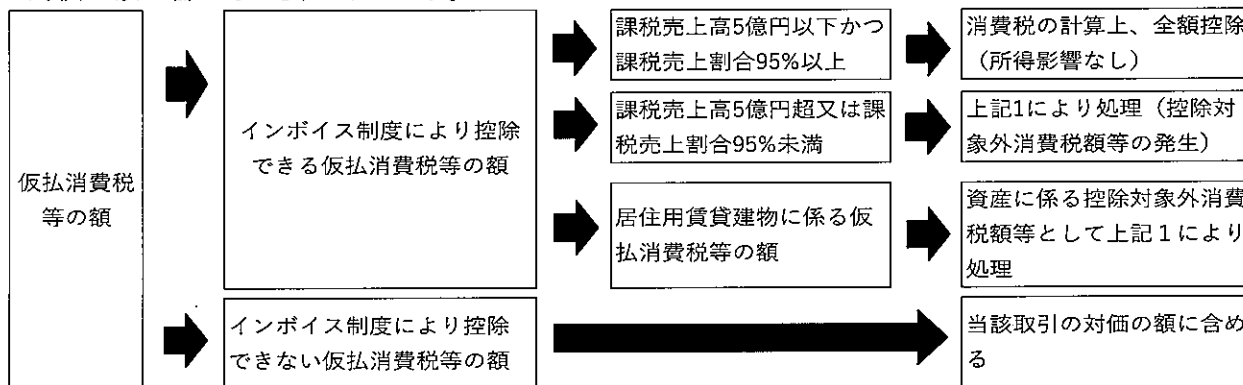 仮払消費税
等の額
インボイス制度により控除
できる仮払消費税等の額
課税売上高5億円以下かつ
課税売上割合95%以上
消費税の計算上、全額控除
（所得影響なし）
課税売上高5億円超又は課
税売上割合95%未満
上記1により処理（控除対
象外消費税額等の発生）
居住用賃貸建物に係る仮
払消費税等の額
資産に係る控除対象外消費
税額等として上記１により
処理
インボイス制度により控除
できない仮払消費税等の額
当該取引の対価の額に含め
る